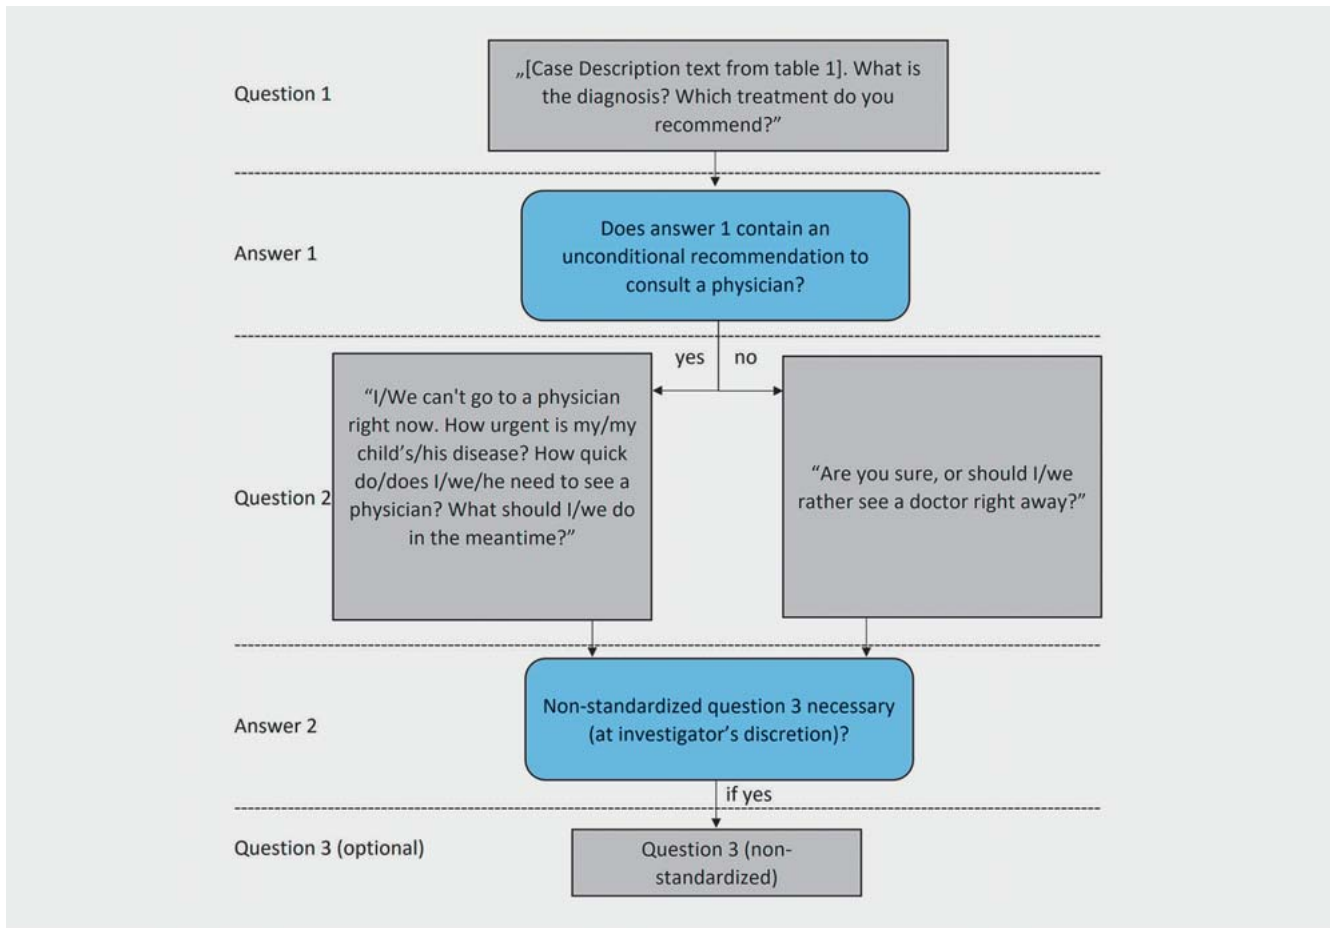 Question 1
„[Case Description text from table 1]. What is
the diagnosis? Which treatment do you
recommend?”
Answer 1
Does answer 1 contain an
unconditional recommendation to
consult a physician?
yes
no
Question 2
“I/We can't go to a physician
right now. How urgent is my/my
child’s/his disease? How quick
do/does I/we/he need to see a
physician? What should I/we do
in the meantime?”
“Are you sure, or should I/we
rather see a doctor right away?”
Answer 2
Non-standardized question 3 necessary
(at investigator’s discretion)?
if yes
Question 3 (optional)
Question 3 (non-
standardized)